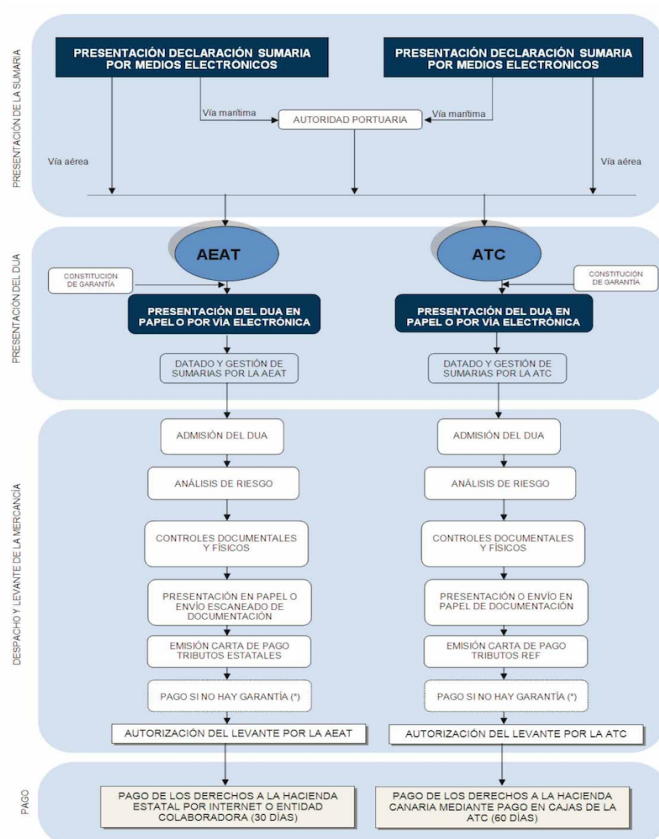 PRESENTACIÓN DE LA SUMARIA
PRESENTACIÓN DECLARACIÓN SUMARIA
POR MEDIOS ELECTRÓNICOS
PRESENTACIÓN DECLARACIÓN SUMARIA
POR MEDIOS ELECTRÓNICOS
Vía marítima
AUTORIDAD PORTUARIA
Vía marítima
Vía aérea
Vía aérea
PRESENTACIÓN DEL DUA
AEAT
ATC
CONSTITUCIÓN
DE GARANTÍA
CONSTITUCIÓN
DE GARANTÍA
PRESENTACIÓN DEL DUA EN
PAPEL O POR VÍA ELECTRÓNICA
PRESENTACIÓN DEL DUA EN
PAPEL O POR VÍA ELECTRÓNICA
DATADO Y GESTIÓN DE
SUMARIAS POR LA AEAT
DATADO Y GESTIÓN DE
SUMARIAS POR LA ATC
DESPACHO Y LEVANTE DE LA MERCANCÍA
ADMISIÓN DEL DUA
ADMISIÓN DEL DUA
ANÁLISIS DE RIESGO
ANÁLISIS DE RIESGO
CONTROLES DOCUMENTALES
Y FÍSICOS
CONTROLES DOCUMENTALES
Y FÍSICOS
PRESENTACIÓN EN PAPEL O
ENVÍO ESCANEADO DE
DOCUMENTACIÓN
PRESENTACIÓN O ENVÍO EN
PAPEL DE DOCUMENTACIÓN
EMISIÓN CARTA DE PAGO
TRIBUTOS ESTATALES
EMISIÓN CARTA DE PAGO
TRIBUTOS REF
PAGO SI NO HAY GARANTÍA (*)
PAGO SI NO HAY GARANTÍA (*)
AUTORIZACIÓN DEL LEVANTE POR LA AEAT
AUTORIZACIÓN DEL LEVANTE POR LA ATC
PAGO
PAGO DE LOS DERECHOS A LA HACIENDA
ESTATAL POR INTERNET O ENTIDAD
COLABORADORA (30 DÍAS)
PAGO DE LOS DERECHOS A LA HACIENDA
CANARIA MEDIANTE PAGO EN CAJAS DE LA
ATC (60 DÍAS)